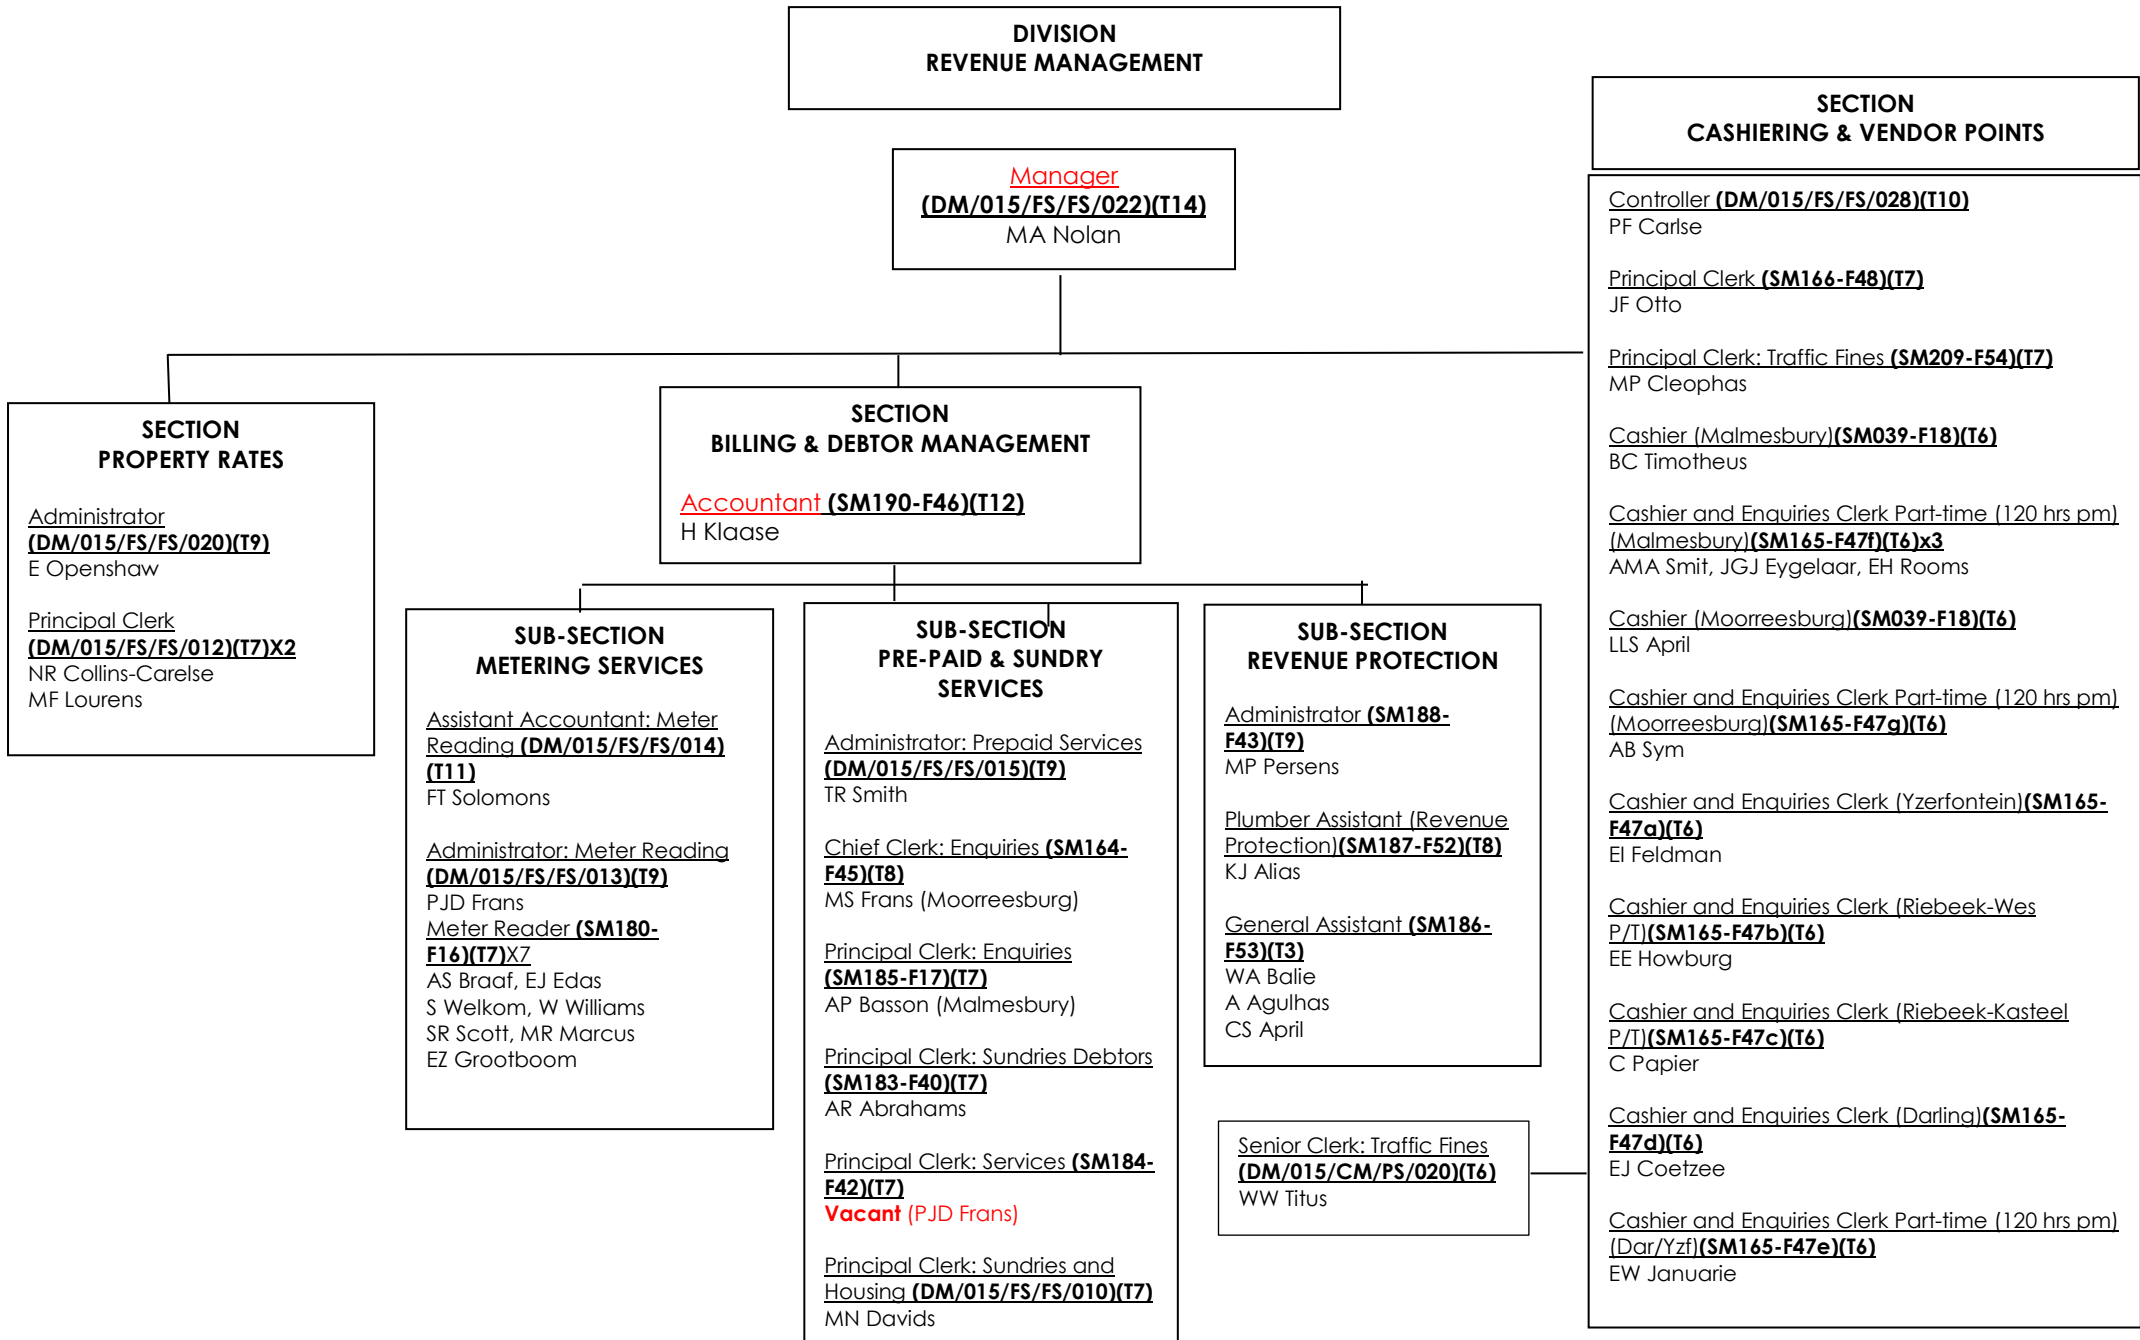 DIVISION
REVENUE MANAGEMENT
Manager
(DM/015/FS/FS/022)(T14)
MA Nolan
SECTION
PROPERTY RATES
Administrator
(DM/015/FS/FS/020)(T9)
E Openshaw
Principal Clerk
(DM/015/FS/FS/012)(T7)X2
NR Collins-Carelse
MF Lourens
SECTION
BILLING & DEBTOR MANAGEMENT
Accountant (SM190-F46)(T12)
H Klaase
SUB-SECTION
METERING SERVICES
Assistant Accountant: Meter
Reading (DM/015/FS/FS/014)
(T11)
FT Solomons
Administrator: Meter Reading
(DM/015/FS/FS/013)(T9)
PJD Frans
Meter Reader (SM180-
F16)(T7)X7
AS Braaf, EJ Edas
S Welkom, W Williams
SR Scott, MR Marcus
EZ Grootboom
SUB-SECTION
PRE-PAID & SUNDRY
SERVICES
Administrator: Prepaid Services
(DM/015/FS/FS/015)(T9)
TR Smith
Chief Clerk: Enquiries (SM164-
F45)(T8)
MS Frans (Moorreesburg)
Principal Clerk: Enquiries
(SM185-F17)(T7)
AP Basson (Malmesbury)
Principal Clerk: Sundries Debtors
(SM183-F40)(T7)
AR Abrahams
Principal Clerk: Services (SM184-
F42)(T7)
Vacant (PJD Frans)
Principal Clerk: Sundries and
Housing (DM/015/FS/FS/010)(T7)
MN Davids
SUB-SECTION
REVENUE PROTECTION
Administrator (SM188-
F43)(T9)
MP Persens
Plumber Assistant (Revenue
Protection)(SM187-F52)(T8)
KJ Alias
General Assistant (SM186-
F53)(T3)
WA Balie
A Agulhas
CS April
Senior Clerk: Traffic Fines
(DM/015/CM/PS/020)(T6)
WW Titus
SECTION
CASHIERING & VENDOR POINTS
Controller (DM/015/FS/FS/028)(T10)
PF Carlse
Principal Clerk (SM166-F48)(T7)
JF Otto
Principal Clerk: Traffic Fines (SM209-F54)(T7)
MP Cleophas
Cashier (Malmesbury)(SM039-F18)(T6)
BC Timotheus
Cashier and Enquiries Clerk Part-time (120 hrs pm)
(Malmesbury)(SM165-F47f)(T6)x3
AMA Smit, JGJ Eygelaar, EH Rooms
Cashier (Moorreesburg)(SM039-F18)(T6)
LLS April
Cashier and Enquiries Clerk Part-time (120 hrs pm)
(Moorreesburg)(SM165-F47g)(T6)
AB Sym
Cashier and Enquiries Clerk (Yzerfontein)(SM165-
F47a)(T6)
EI Feldman
Cashier and Enquiries Clerk (Riebeek-Wes
P/T)(SM165-F47b)(T6)
EE Howburg
Cashier and Enquiries Clerk (Riebeek-Kasteel
P/T)(SM165-F47c)(T6)
C Papier
Cashier and Enquiries Clerk (Darling)(SM165-
F47d)(T6)
EJ Coetzee
Cashier and Enquiries Clerk Part-time (120 hrs pm)
(Dar/Yzf)(SM165-F47e)(T6)
EW Januarie